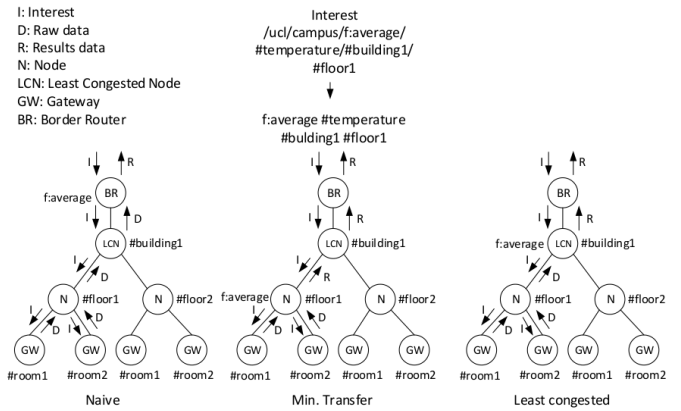 I: Interest
D: Raw data
R: Results data
N: Node
LCN: Least Congested Node
GW: Gateway
BR: Border Router
Interest
/ucl/campus/f:average/
#temperature/#building1/
#floor1
f:average #temperature
#bulding1 #floor1
I R
BR
f:average
I D
LCN #building1
I D
N #floor1 N #floor2
I D I D
GW GW GW GW
#room1 #room2 #room1 #room2
Naive
I R
BR
I R
LCN #building1
I R
f:average N #floor1 N #floor2
I D I D
GW GW GW GW
#room1 #room2 #room1 #room2
Min. Transfer
I R
BR
I R
f:average LCN #building1
I D
N #floor1 N #floor2
I D I D
GW GW GW GW
#room1 #room2 #room1 #room2
Least congested